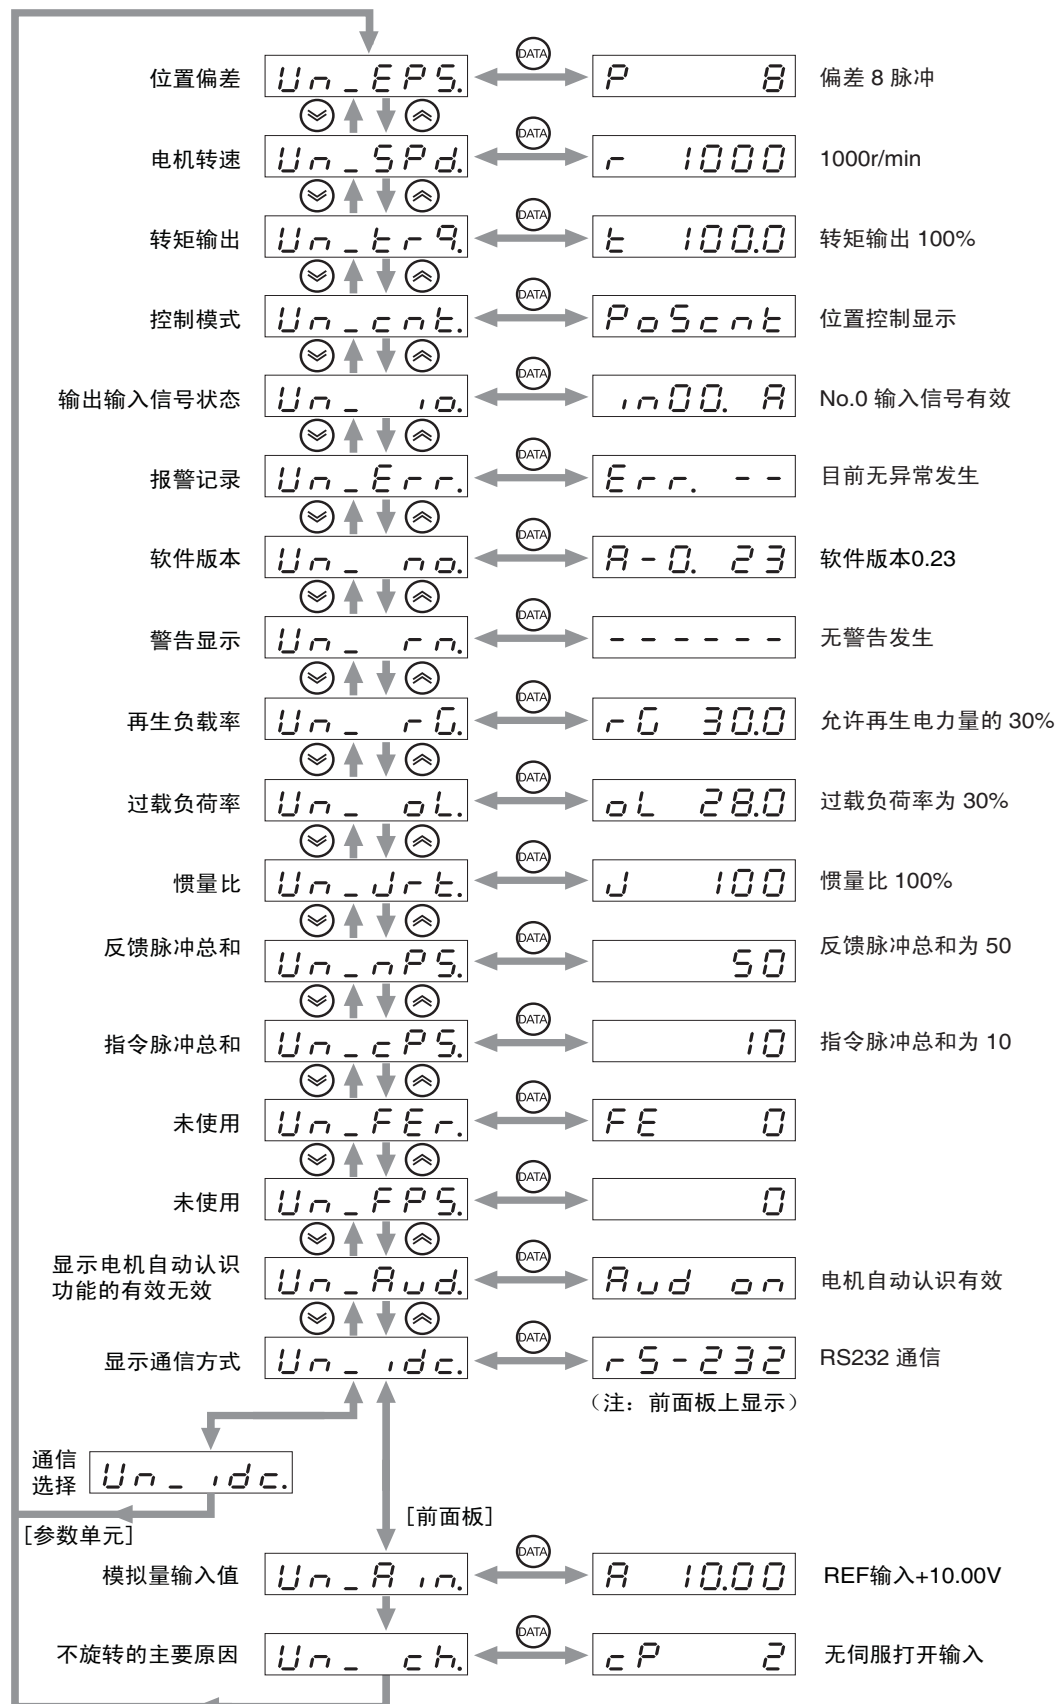 DATA
位置偏差 Un_EPS. P 8 偏差 8 脉冲
DATA
电机转速 Un_SPd. r 1000 1000r/min
DATA
转矩输出 Un_trq. t 100.0 转矩输出 100%
DATA
控制模式 Un_cnt. PoScnt 位置控制显示
DATA
输出输入信号状态 Un_ io. in00. A No.0 输入信号有效
DATA
报警记录 Un_Err. Err. -- 目前无异常发生
DATA
软件版本 Un_ no. A-0. 23 软件版本0.23
DATA
警告显示 Un_ rn. ------ 无警告发生
DATA
再生负载率 Un_ rG. rG 30.0 允许再生电力量的 30%
DATA
过载负荷率 Un_ oL. oL 28.0 过载负荷率为 30%
DATA
惯量比 Un_Jrt. J 100 惯量比 100%
DATA
反馈脉冲总和 Un_nPS. 50 反馈脉冲总和为 50
DATA
指令脉冲总和 Un_cPS. 10 指令脉冲总和为 10
DATA
未使用 Un_FEr. FE 0
DATA
未使用 Un_FPS. 0
DATA
显示电机自动认识
功能的有效无效 Un_Aud. Aud on 电机自动认识有效
DATA
显示通信方式 Un_ idc. rS-232 RS232 通信
（注：前面板上显示）
通信
选择 Un_ idc.
[前面板]
[参数单元]
DATA
模拟量输入值 Un_Ain. A 10.00 REF输入+10.00V
DATA
不旋转的主要原因 Un_ ch. cP 2 无伺服打开输入